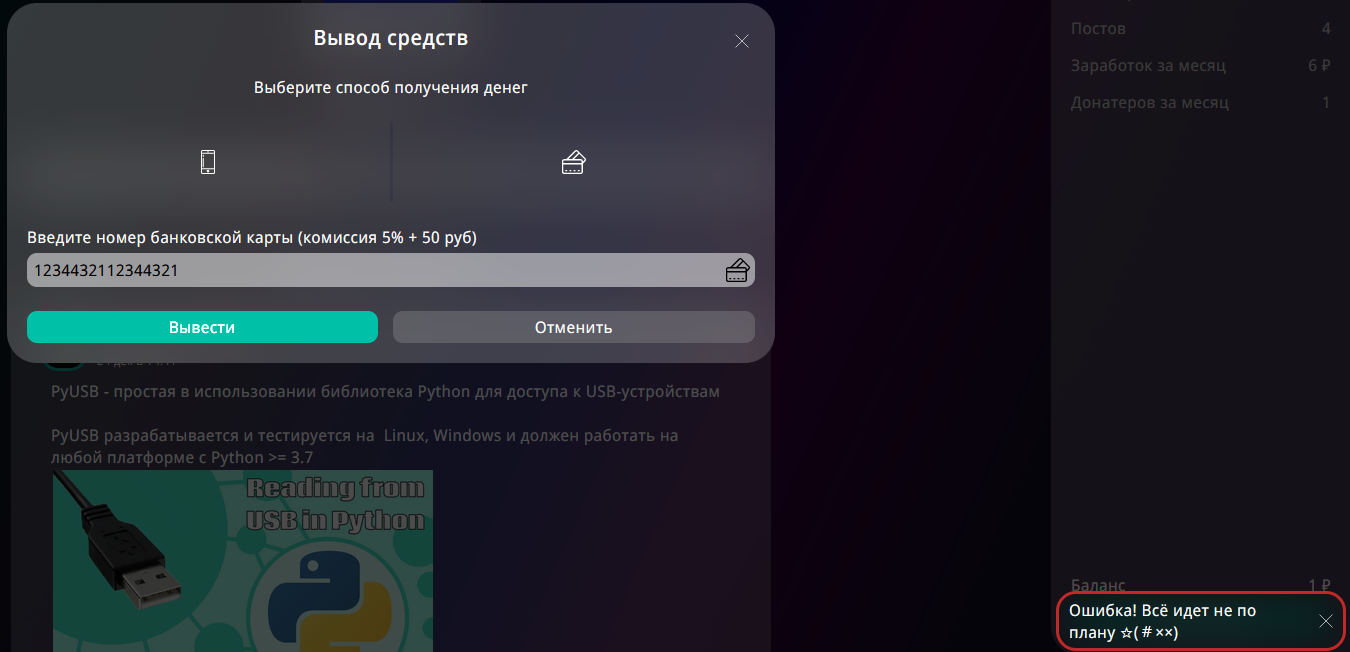 Вывод средств
Выберите способ получения денег
Введите номер банковской карты (комиссия 5% + 50 руб)
1234432112344321
Вывести
Отменить
PyUSB - простая в использовании библиотека Python для доступа к USB-устройствам
PyUSB разрабатывается и тестируется на  Linux, Windows и должен работать на
любой платформе с Python >= 3.7
Reading from
USB in Python
Постов 4
Заработок за месяц 6 ₽
Донатеров за месяц 1
Баланс 1 ₽
Ошибка! Всё идет не по
плану ☆(＃××)